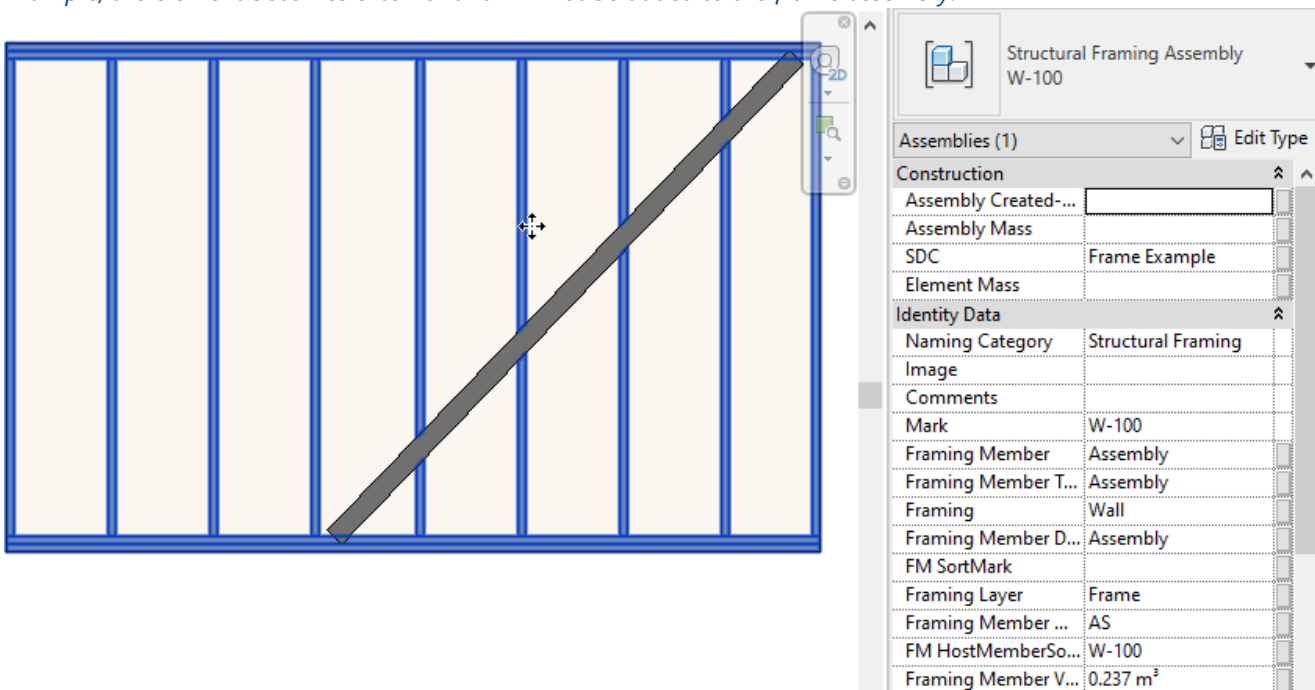 2D
Structural Framing Assembly
W-100
Assemblies (1)
Edit Type
Construction
Assembly Created-...
Assembly Mass
SDC Frame Example
Element Mass
Identity Data
Naming Category Structural Framing
Image
Comments
Mark W-100
Framing Member Assembly
Framing Member T... Assembly
Framing Wall
Framing Member D... Assembly
FM SortMark
Framing Layer Frame
Framing Member ... AS
FM HostMemberSo... W-100
Framing Member V... 0.237 m³